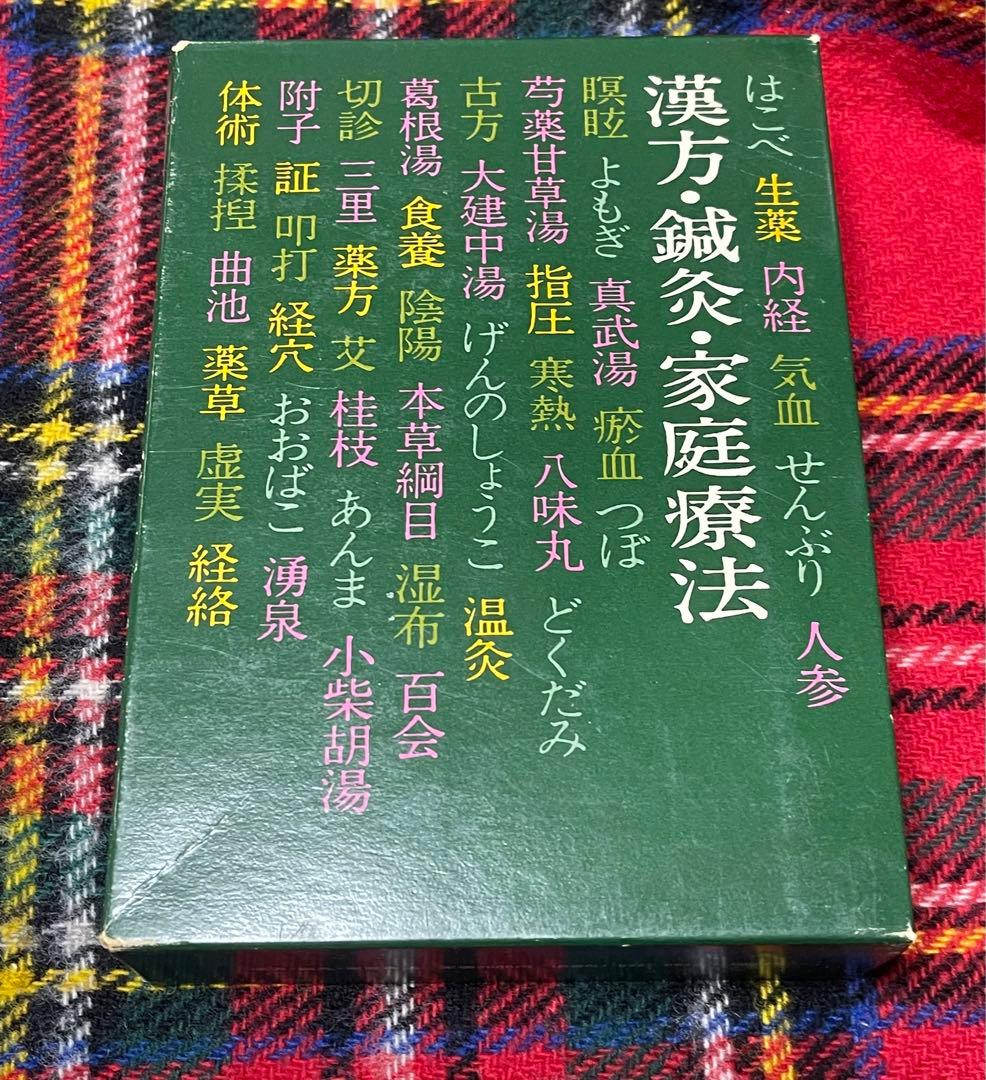 はこべ 生薬 内経 気血 せんぶり 人参
漢方・鍼灸・家庭療法
瞑眩 よもぎ 真武湯 瘀血 つぼ
芍薬甘草湯 指圧 寒熱 八味丸 どくだみ
古方 大建中湯 げんのしょうこ 温灸
葛根湯 食養 陰陽 本草綱目 湿布 百会
切診 三里 薬方 艾 桂枝 あんま 小柴胡湯
附子 証 叩打 経穴 おおばこ 湧泉
体術 揉捏 曲池 薬草 虚実 経絡